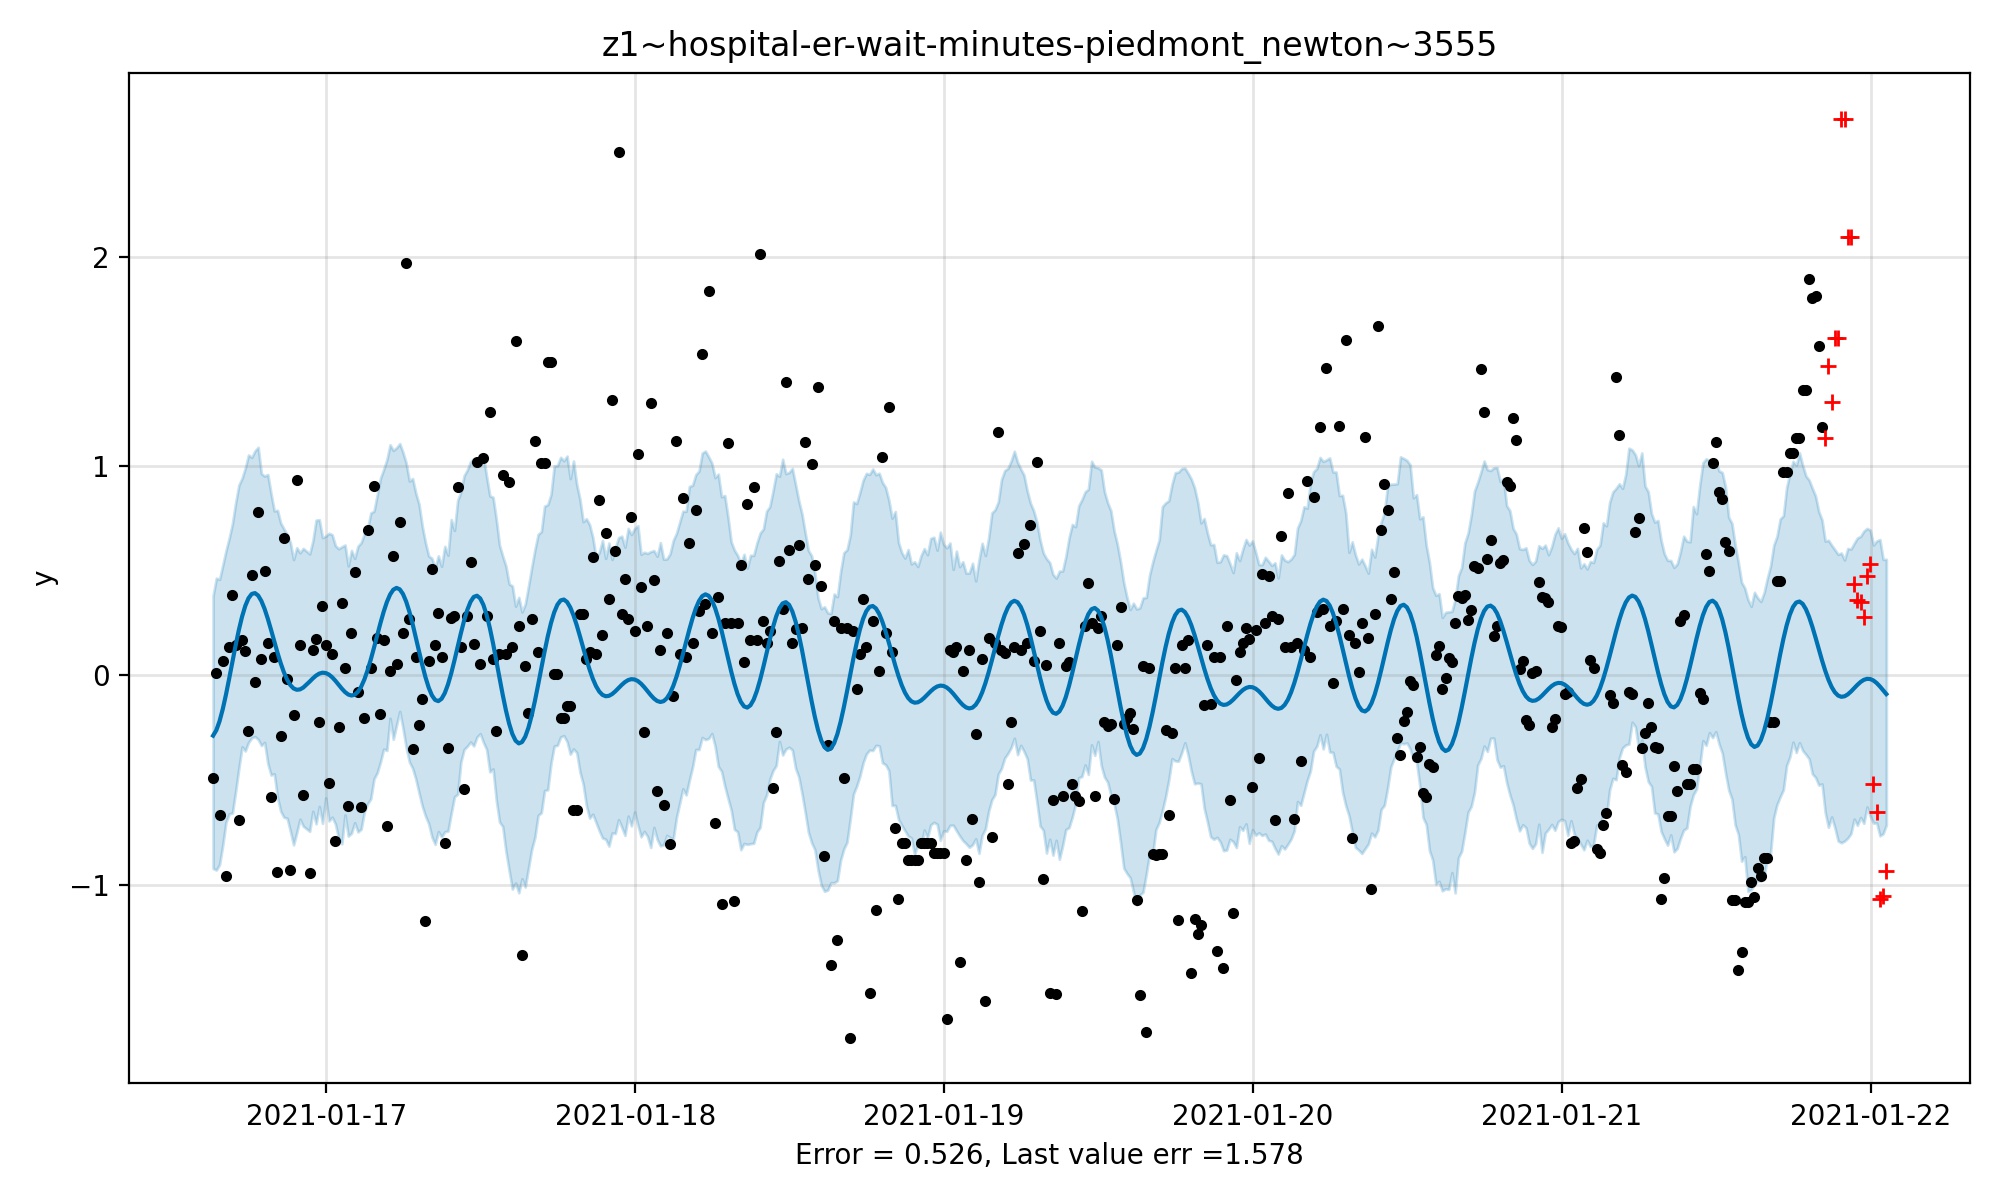 z1~hospital-er-wait-minutes-piedmont_newton~3555
y
2
1
0
−1
2021-01-17 2021-01-18 2021-01-19 2021-01-20 2021-01-21 2021-01-22
Error = 0.526, Last value err =1.578